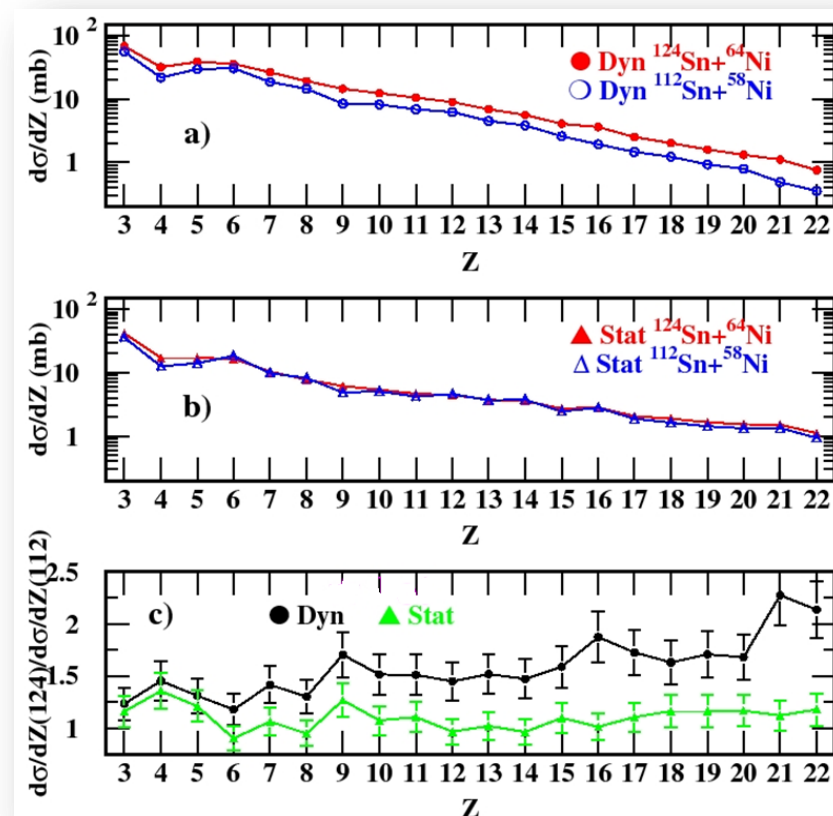 10 2
dσ/dZ (mb)
10
1
a)
Dyn 124Sn+64Ni
Dyn 112Sn+58Ni
3 4 5 6 7 8 9 10 11 12 13 14 15 16 17 18 19 20 21 22
Z
10 2
dσ/dZ (mb)
10
1
b)
Stat 124Sn+64Ni
Stat 112Sn+58Ni
3 4 5 6 7 8 9 10 11 12 13 14 15 16 17 18 19 20 21 22
Z
dσ/dZ(124)/dσ/dZ(112)
2.5
2
1.5
1
c)
Dyn
Stat
3 4 5 6 7 8 9 10 11 12 13 14 15 16 17 18 19 20 21 22
Z